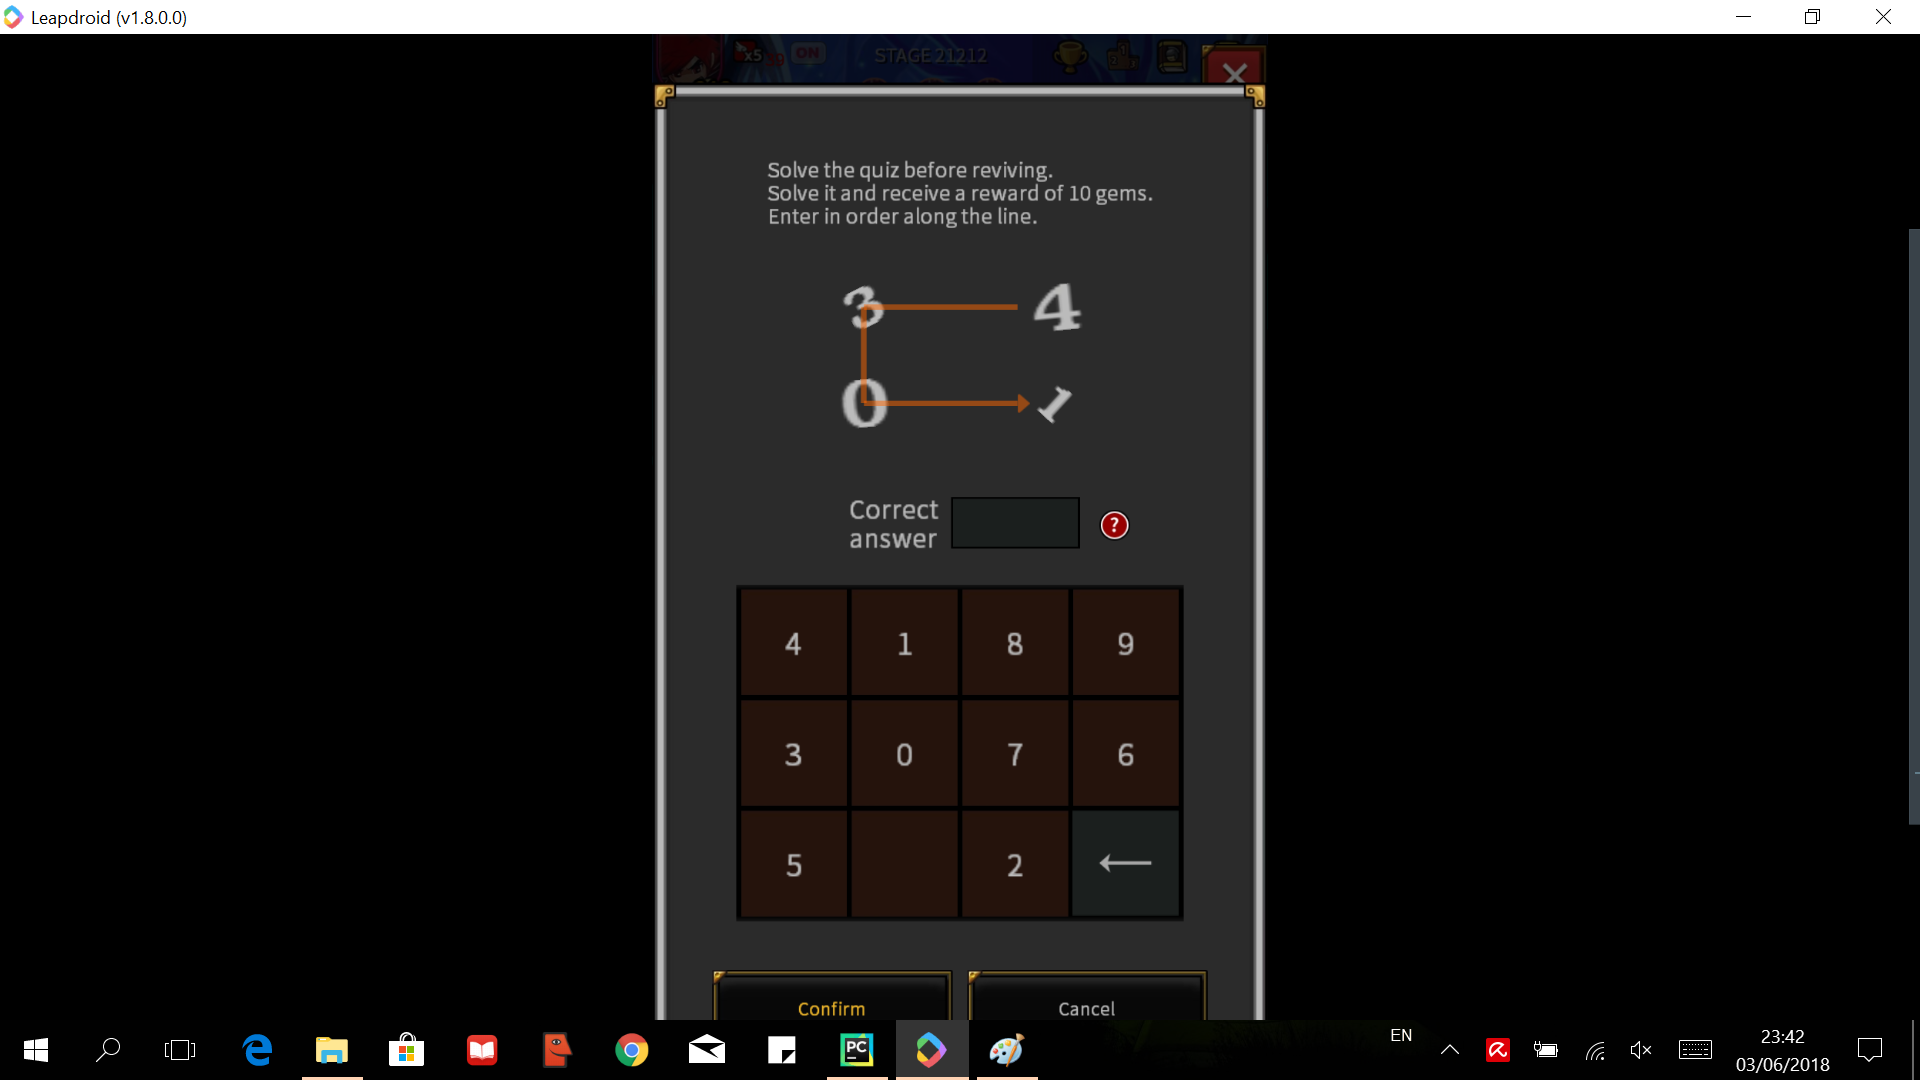 Leapdroid (v1.8.0.0)
x5
ON
STAGE 21212
Solve the quiz before reviving.
Solve it and receive a reward of 10 gems.
Enter in order along the line.
3 4
0 1
Correct
answer
?
4 1 8 9
3 0 7 6
5 2
Confirm Cancel
PC
EN
23:42
03/06/2018